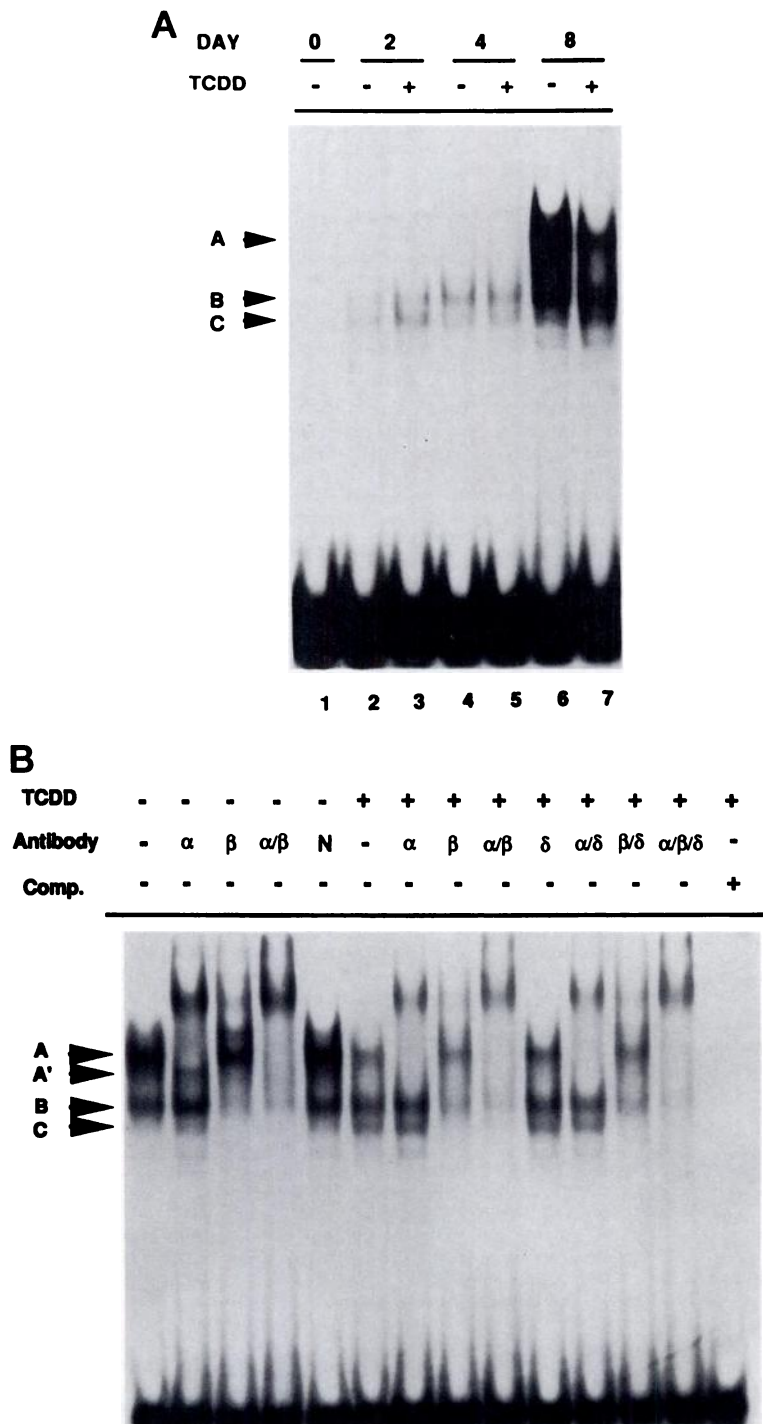 A
DAY 0 2 4 8
TCDD - - + - + - +
A
B
C
1 2 3 4 5 6 7
B
TCDD - - - - - + + + + + + + + +
Antibody - α β α/β N - α β α/β δ α/δ β/δ α/β/δ -
Comp. - - - - - - - - - - - - - +
A
A'
B
C